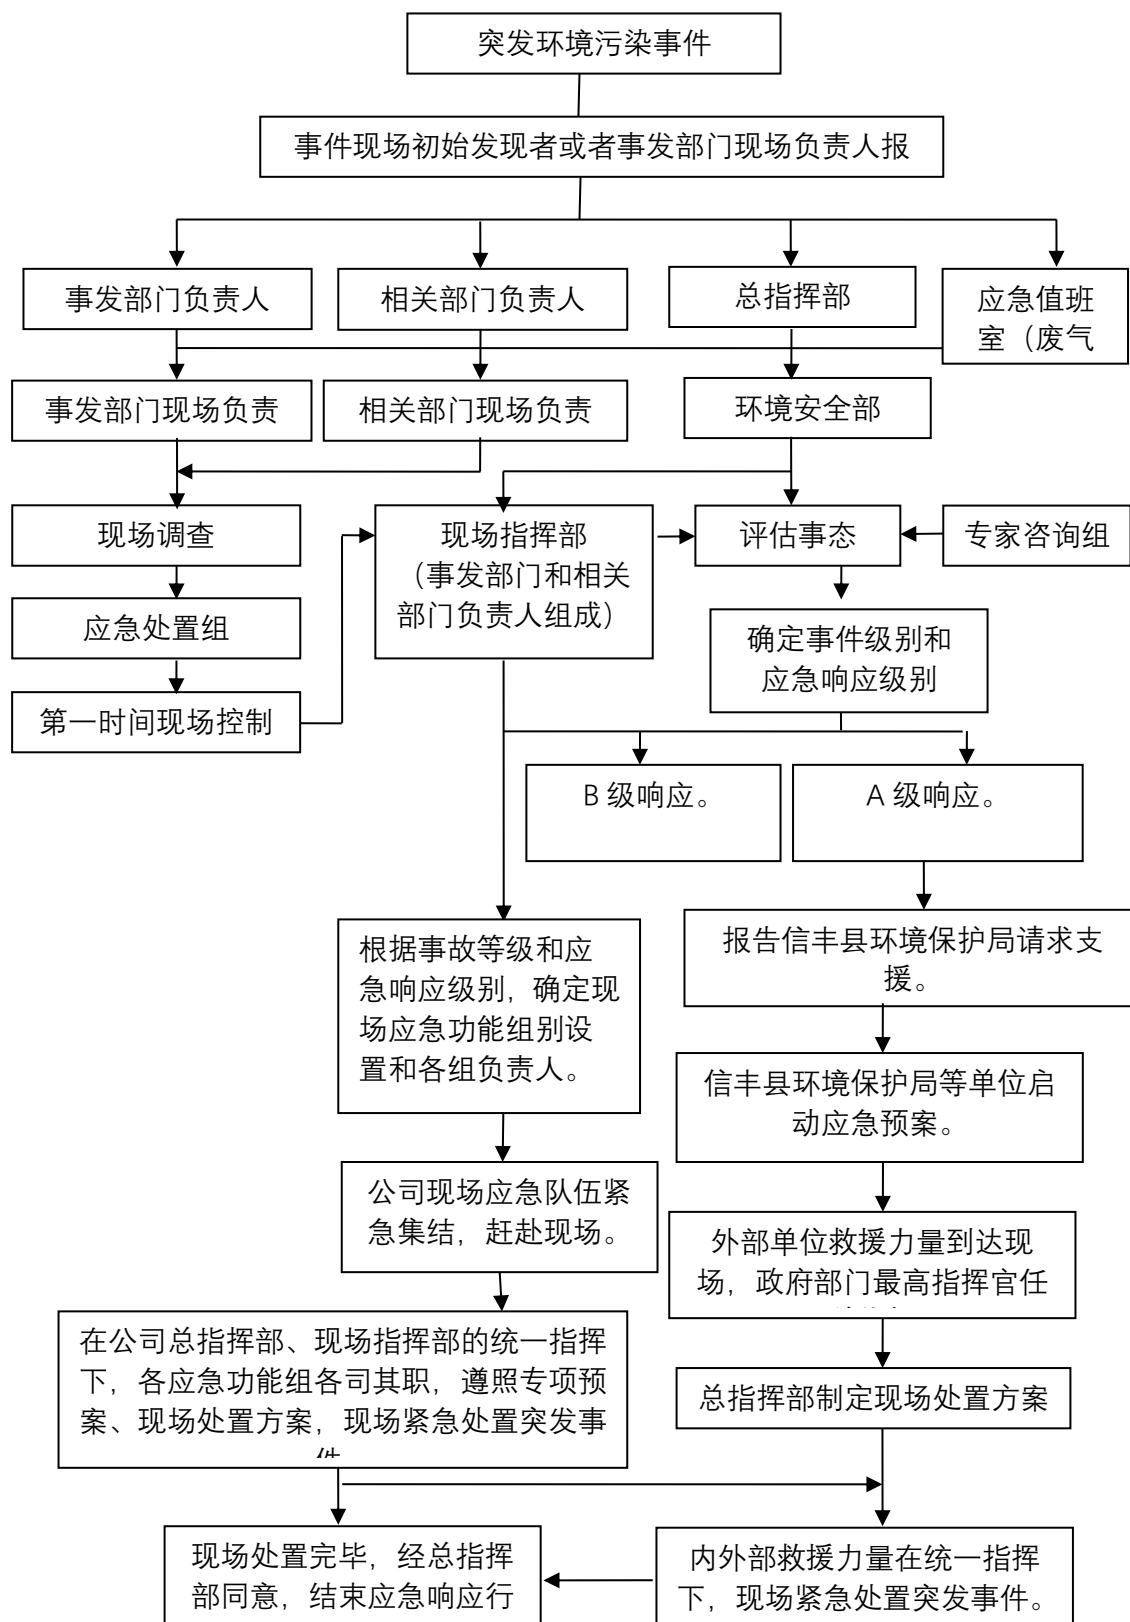 突发环境污染事件
事件现场初始发现者或者事发部门现场负责人报
事发部门负责人
相关部门负责人
总指挥部
应急值班
室（废气
事发部门现场负责
相关部门现场负责
环境安全部
现场调查
现场指挥部
（事发部门和相关
部门负责人组成）
评估事态
专家咨询组
应急处置组
确定事件级别和
应急响应级别
第一时间现场控制
B 级响应。
A 级响应。
根据事故等级和应
急响应级别，确定现
场应急功能组别设
置和各组负责人。
报告信丰县环境保护局请求支
援。
信丰县环境保护局等单位启
动应急预案。
公司现场应急队伍紧
急集结，赶赴现场。
外部单位救援力量到达现
场，政府部门最高指挥官任
在公司总指挥部、现场指挥部的统一指挥
下，各应急功能组各司其职，遵照专项预
案、现场处置方案，现场紧急处置突发事
件
总指挥部制定现场处置方案
现场处置完毕，经总指挥
部同意，结束应急响应行
内外部救援力量在统一指挥
下，现场紧急处置突发事件。